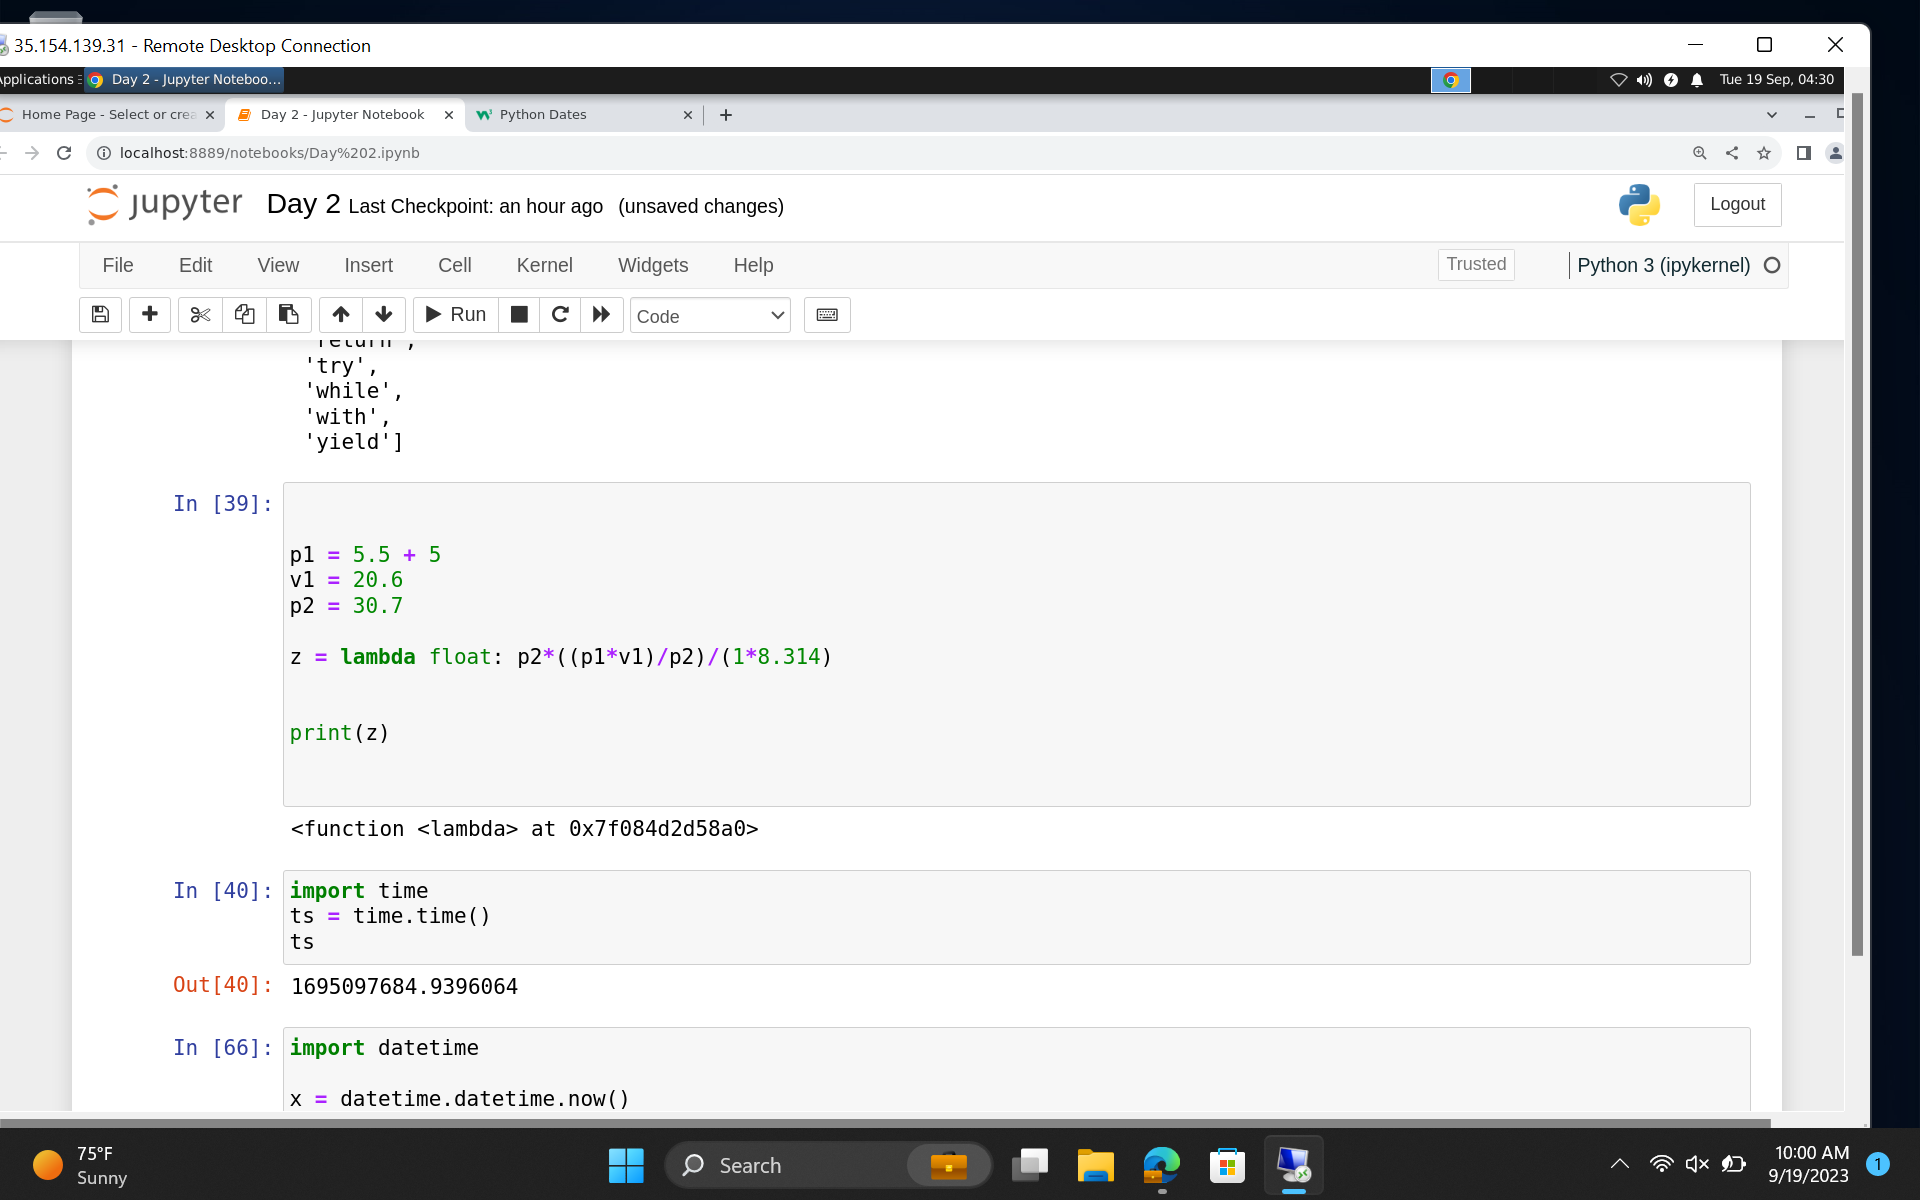 35.154.139.31 - Remote Desktop Connection
Applications
Day 2 - Jupyter Noteboo...
Tue 19 Sep, 04:30
Home Page - Select or crea
Day 2 - Jupyter Notebook
Python Dates
localhost:8889/notebooks/Day%202.ipynb
jupyter
Day 2 Last Checkpoint: an hour ago (unsaved changes)
Logout
File Edit View Insert Cell Kernel Widgets Help
Trusted
Python 3 (ipykernel)
Run
Code
'return',
'try',
'while',
'with',
'yield']
In [39]:
p1 = 5.5 + 5
v1 = 20.6
p2 = 30.7
z = lambda float: p2*((p1*v1)/p2)/(1*8.314)
print(z)
<function <lambda> at 0x7f084d2d58a0>
In [40]:
import time
ts = time.time()
ts
Out[40]:
1695097684.9396064
In [66]:
import datetime
x = datetime.datetime.now()
75°F
Sunny
Search
10:00 AM
9/19/2023
1